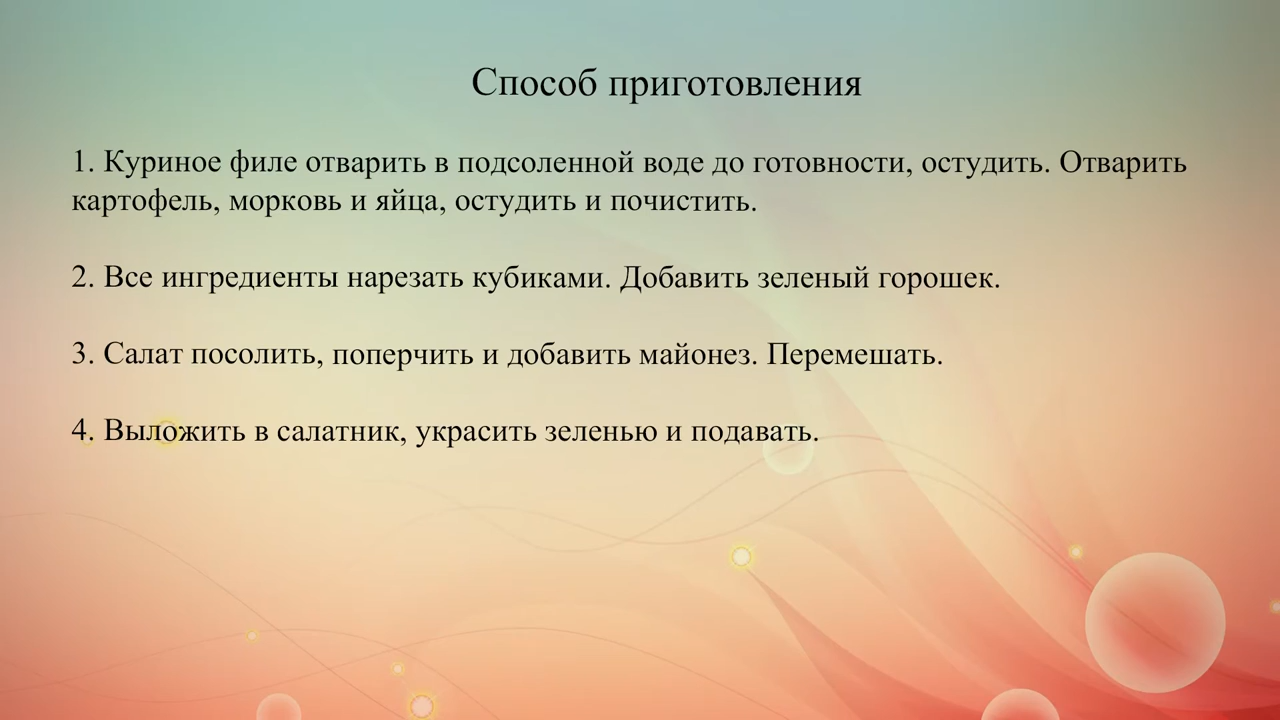 Способ приготовления
1. Куриное филе отварить в подсоленной воде до готовности, остудить. Отварить
картофель, морковь и яйца, остудить и почистить.
2. Все ингредиенты нарезать кубиками. Добавить зеленый горошек.
3. Салат посолить, поперчить и добавить майонез. Перемешать.
4. Выложить в салатник, украсить зеленью и подавать.